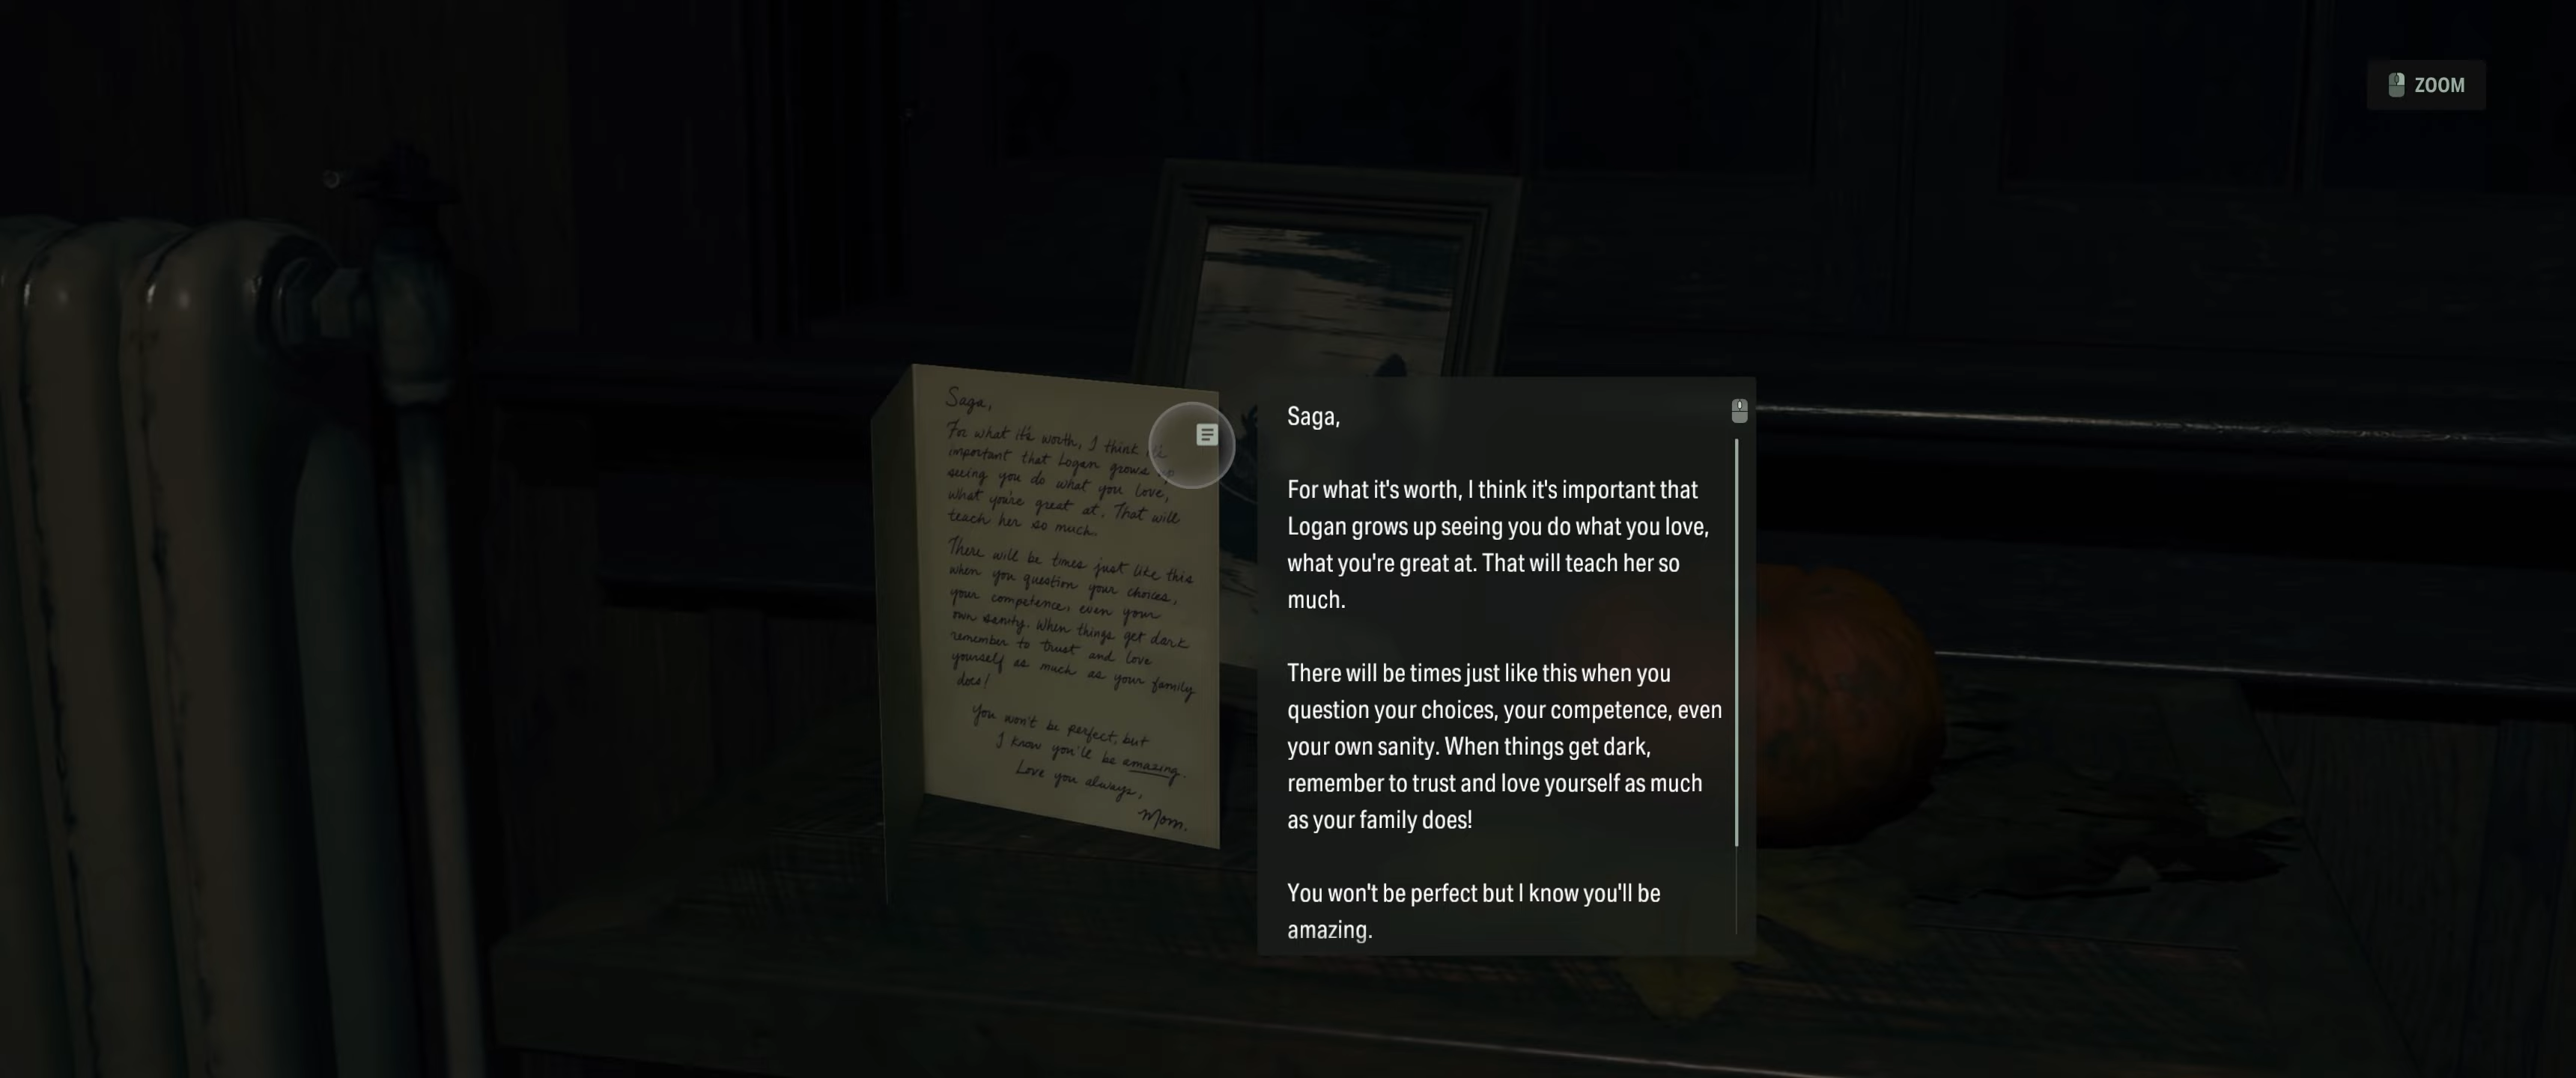 ZOOM
Saga,
For what it's worth, I think it's
important that Logan grows up
seeing you do what you love,
what you're great at. That will
teach her so much.
There will be times just like this
when you question your choices,
your competence, even your
own sanity. When things get dark
remember to trust and love
yourself as much as your family
does!
You won't be perfect, but
I know you'll be amazing.
Love you always,
Mom.
Saga,
For what it's worth, I think it's important that
Logan grows up seeing you do what you love,
what you're great at. That will teach her so
much.
There will be times just like this when you
question your choices, your competence, even
your own sanity. When things get dark,
remember to trust and love yourself as much
as your family does!
You won't be perfect but I know you'll be
amazing.